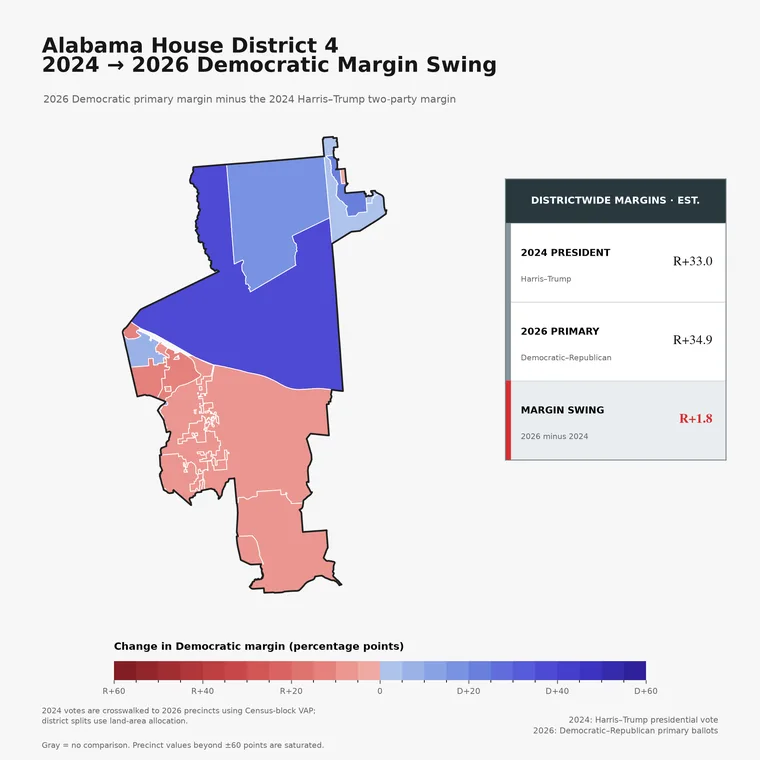 Alabama House District 4
2024 → 2026 Democratic Margin Swing
2026 Democratic primary margin minus the 2024 Harris–Trump two-party margin
DISTRICTWIDE MARGINS · EST.
2024 PRESIDENT
R+33.0
Harris–Trump
2026 PRIMARY
R+34.9
Democratic–Republican
MARGIN SWING
R+1.8
2026 minus 2024
Change in Democratic margin (percentage points)
R+60 R+40 R+20 0 D+20 D+40 D+60
2024 votes are crosswalked to 2026 precincts using Census-block VAP;
district splits use land-area allocation.
Gray = no comparison. Precinct values beyond ±60 points are saturated.
2024: Harris–Trump presidential vote
2026: Democratic–Republican primary ballots